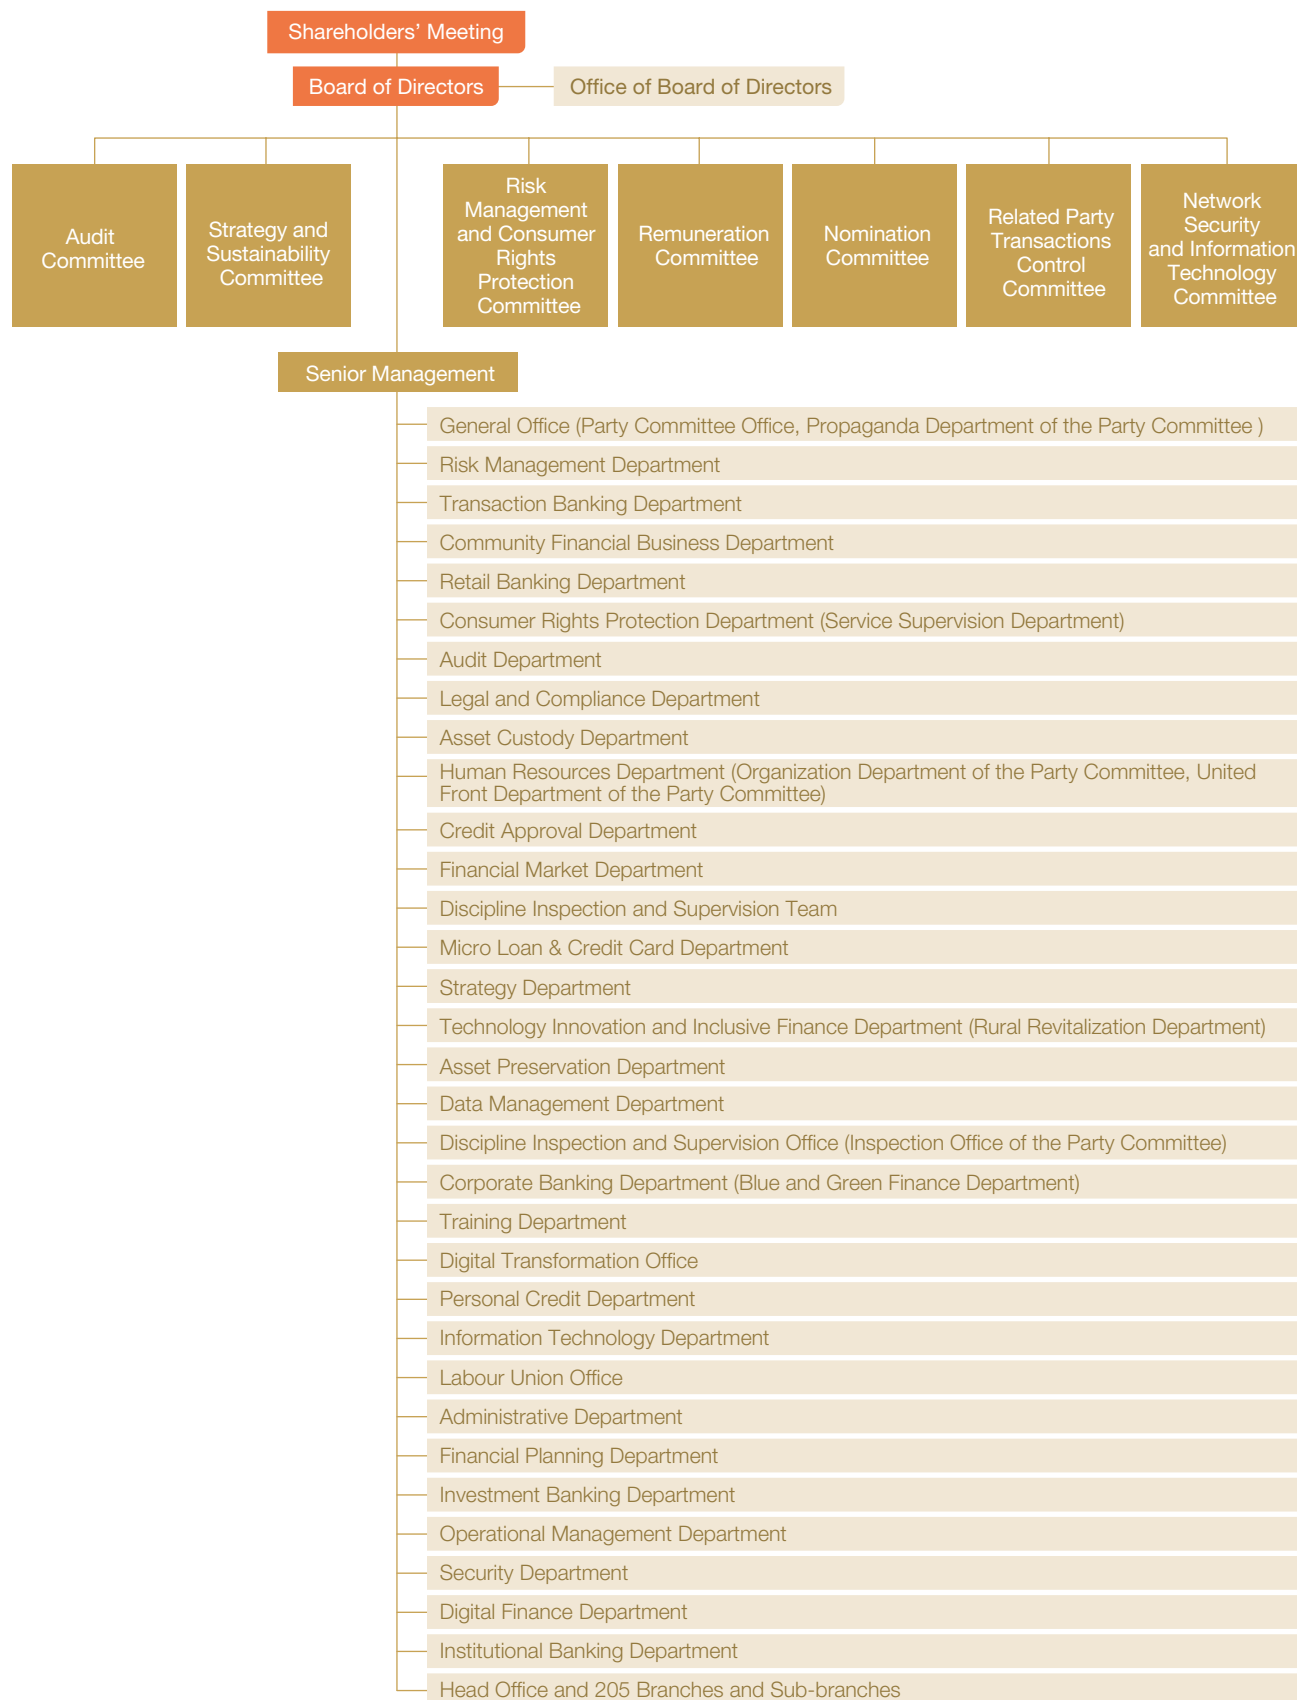 Shareholders’ Meeting
Board of Directors
Office of Board of Directors
Audit
Committee
Strategy and
Sustainability
Committee
Risk
Management
and Consumer
Rights
Protection
Committee
Remuneration
Committee
Nomination
Committee
Related Party
Transactions
Control
Committee
Network
Security
and Information
Technology
Committee
Senior Management
General Office (Party Committee Office, Propaganda Department of the Party Committee )
Risk Management Department
Transaction Banking Department
Community Financial Business Department
Retail Banking Department
Consumer Rights Protection Department (Service Supervision Department)
Audit Department
Legal and Compliance Department
Asset Custody Department
Human Resources Department (Organization Department of the Party Committee, United
Front Department of the Party Committee)
Credit Approval Department
Financial Market Department
Discipline Inspection and Supervision Team
Micro Loan & Credit Card Department
Strategy Department
Technology Innovation and Inclusive Finance Department (Rural Revitalization Department)
Asset Preservation Department
Data Management Department
Discipline Inspection and Supervision Office (Inspection Office of the Party Committee)
Corporate Banking Department (Blue and Green Finance Department)
Training Department
Digital Transformation Office
Personal Credit Department
Information Technology Department
Labour Union Office
Administrative Department
Financial Planning Department
Investment Banking Department
Operational Management Department
Security Department
Digital Finance Department
Institutional Banking Department
Head Office and 205 Branches and Sub-branches